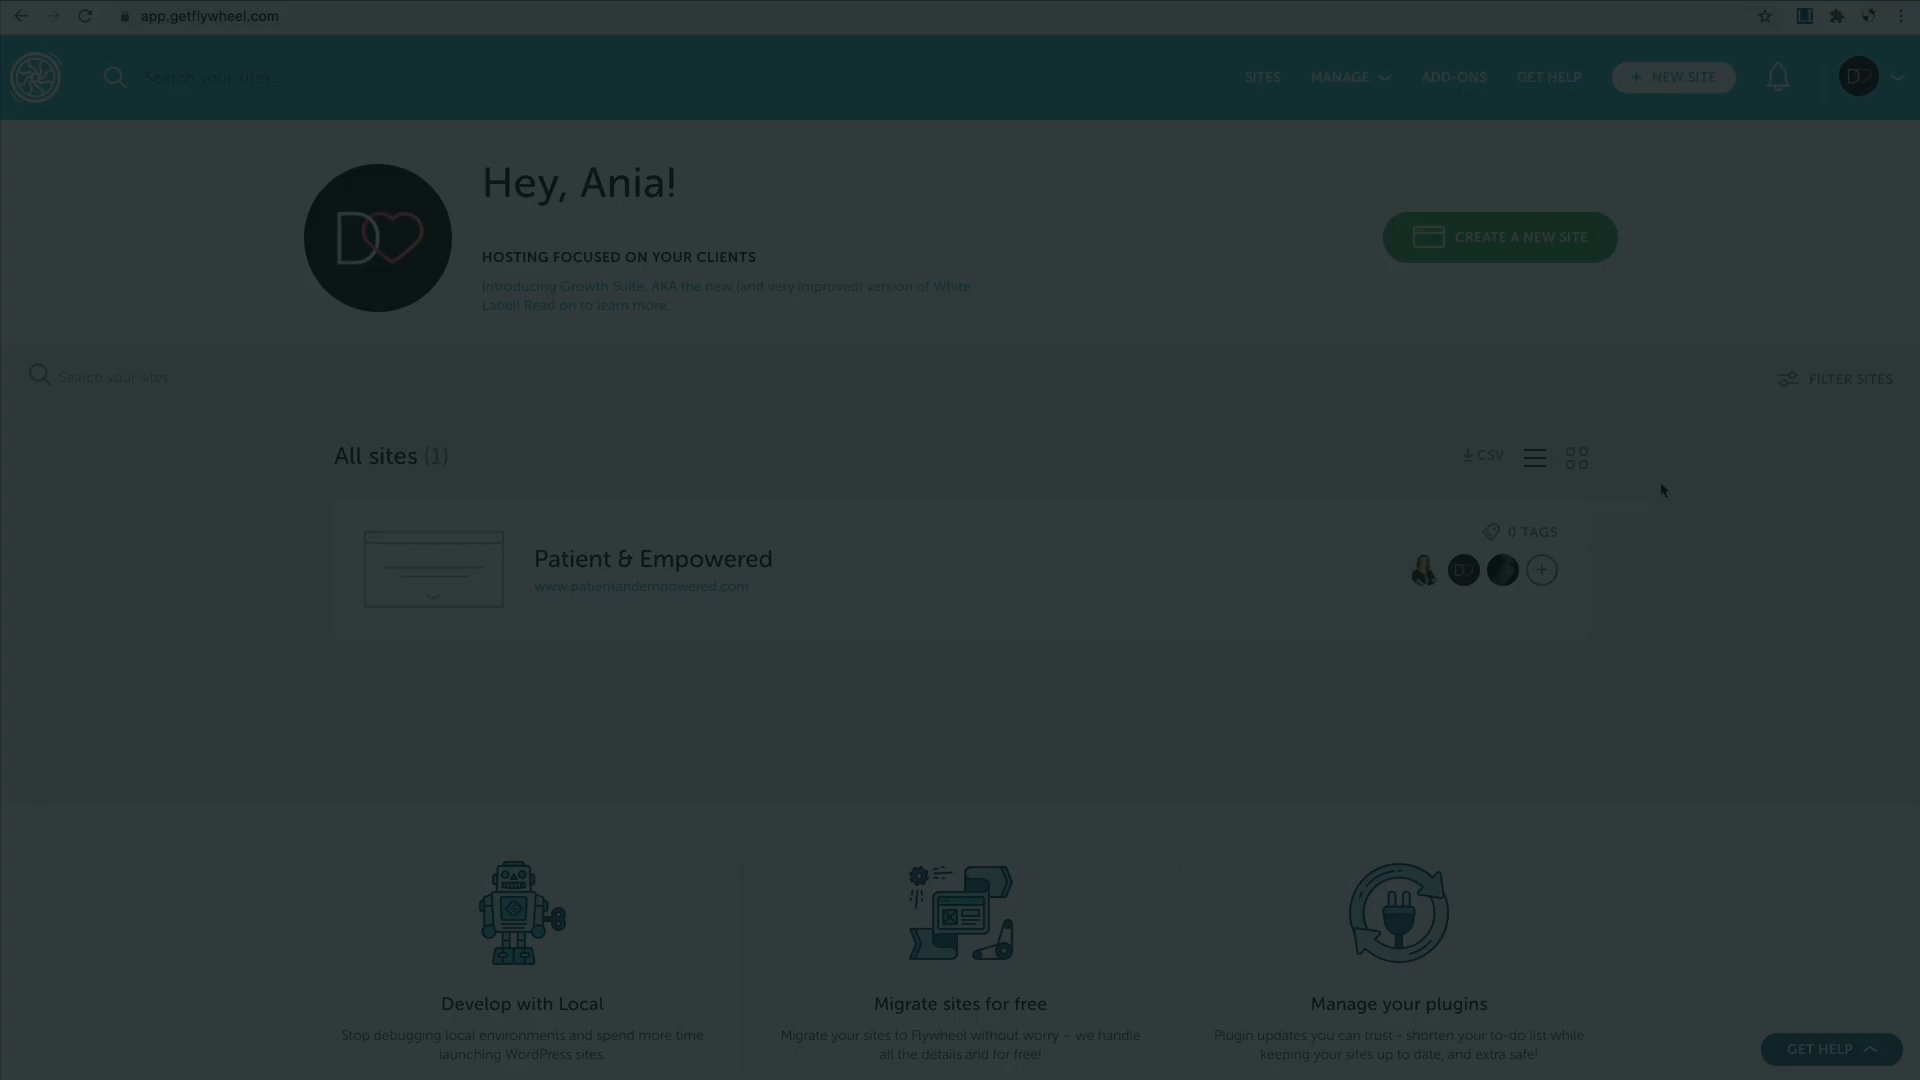 app.getflywheel.com
Search your sites...
SITES
MANAGE
ADD-ONS
GET HELP
+ NEW SITE
D
Hey, Ania!
D
HOSTING FOCUSED ON YOUR CLIENTS
Introducing Growth Suite, AKA the new (and very improved) version of White
Label! Read on to learn more
CREATE A NEW SITE
Search your sites
FILTER SITES
All sites (1)
CSV
0 TAGS
Patient & Empowered
www.patientandempowered.com
D
Develop with Local
Stop debugging local environments and spend more time
launching WordPress sites.
Migrate sites for free
Migrate your sites to Flywheel without worry – we handle
all the details and for free!
Manage your plugins
Plugin updates you can trust - shorten your to-do list while
keeping your sites up to date, and extra safe!
GET HELP